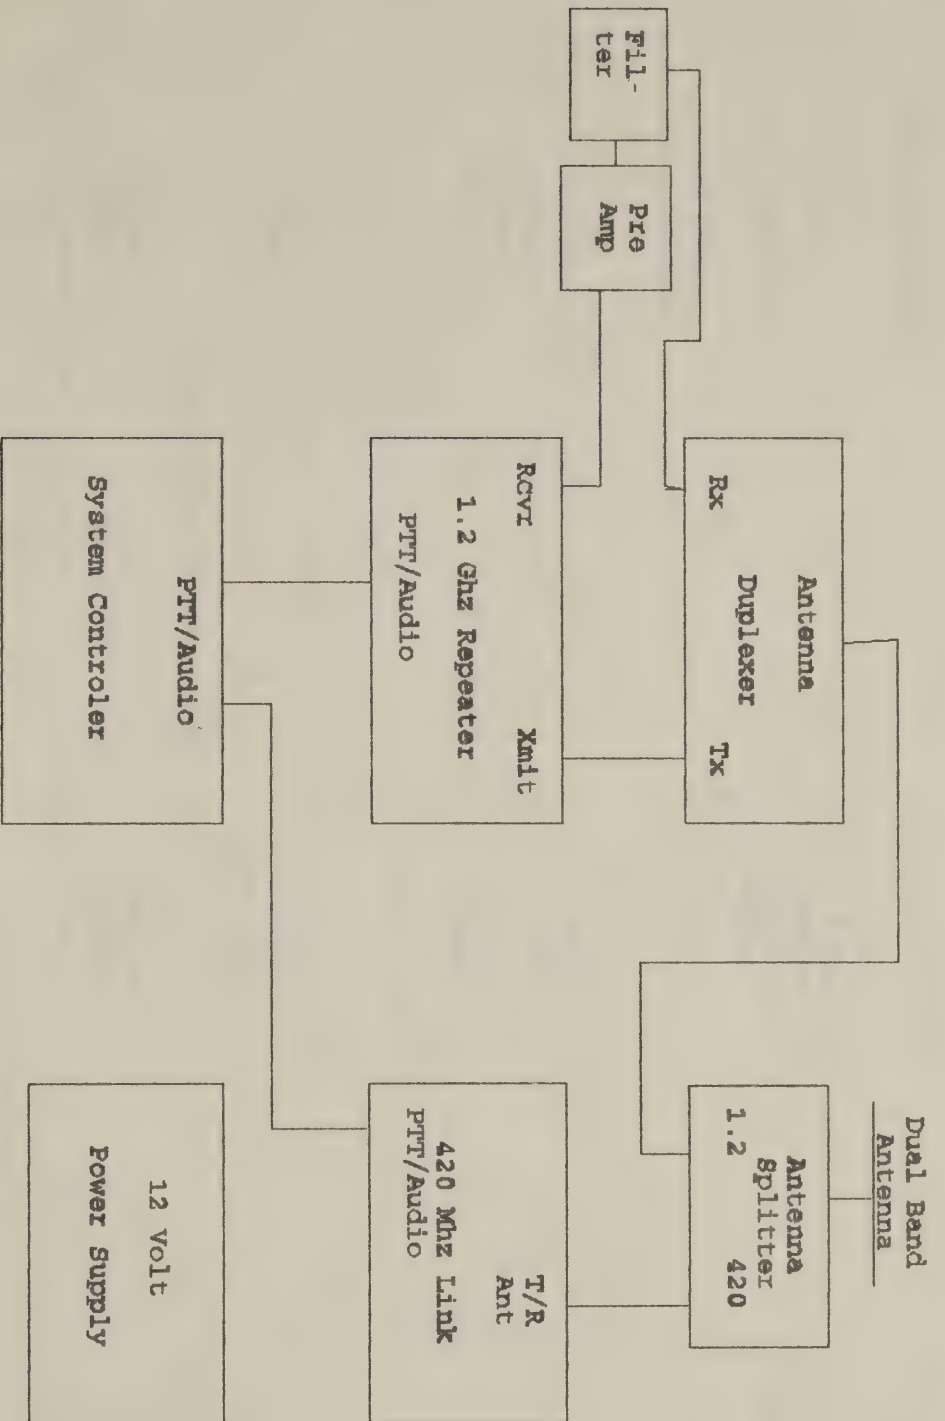 Dual Band
Antenna
Fil-
ter
Pre
Amp
Antenna
Duplexer
Rx
Tx
Antenna
Splitter
1.2
420
Rcvr
Xmit
1.2 Ghz Repeater
PTT/Audio
T/R
Ant
420 Mhz Link
PTT/Audio
PTT/Audio
System Controler
12 Volt
Power Supply